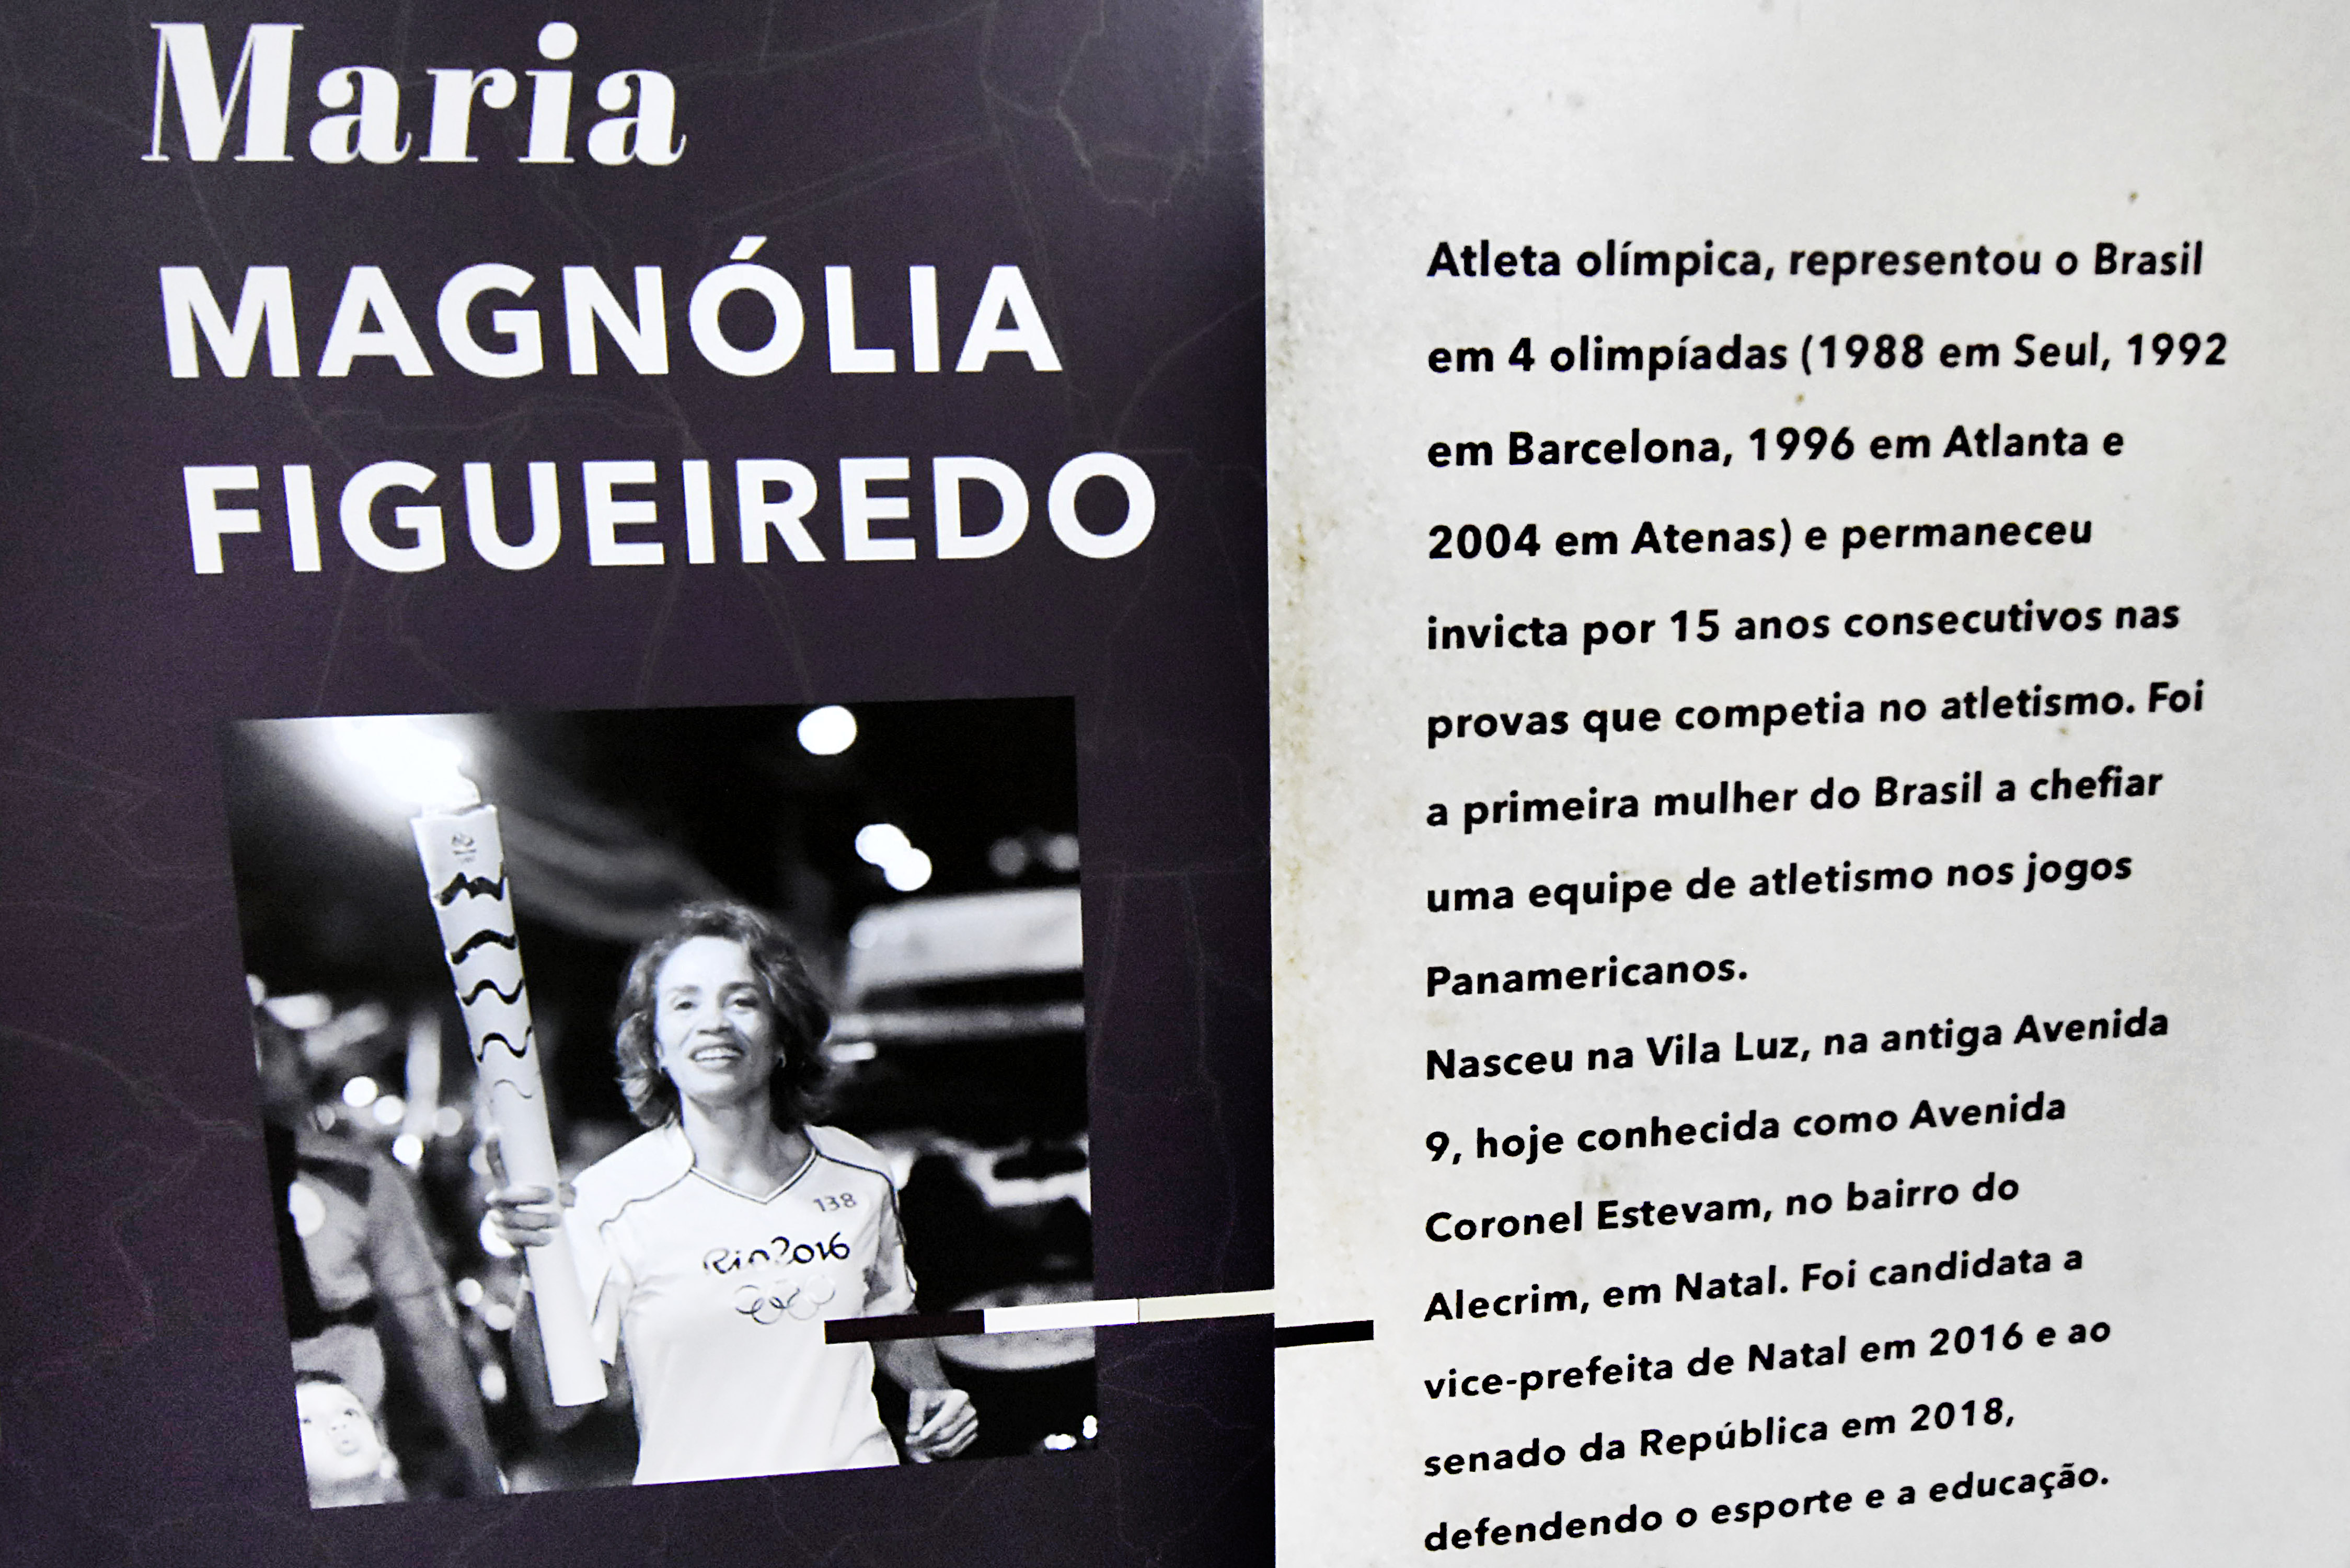 Maria
MAGNÓLIA
FIGUEIREDO
138
Rio2016
Atleta olímpica, representou o Brasil
em 4 olimpíadas (1988 em Seul, 1992
em Barcelona, 1996 em Atlanta e
2004 em Atenas) e permaneceu
invicta por 15 anos consecutivos nas
provas que competia no atletismo. Foi
a primeira mulher do Brasil a chefiar
uma equipe de atletismo nos jogos
Panamericanos.
Nasceu na Vila Luz, na antiga Avenida
9, hoje conhecida como Avenida
Coronel Estevam, no bairro do
Alecrim, em Natal. Foi candidata a
vice-prefeita de Natal em 2016 e ao
senado da República em 2018,
defendendo o esporte e a educação.